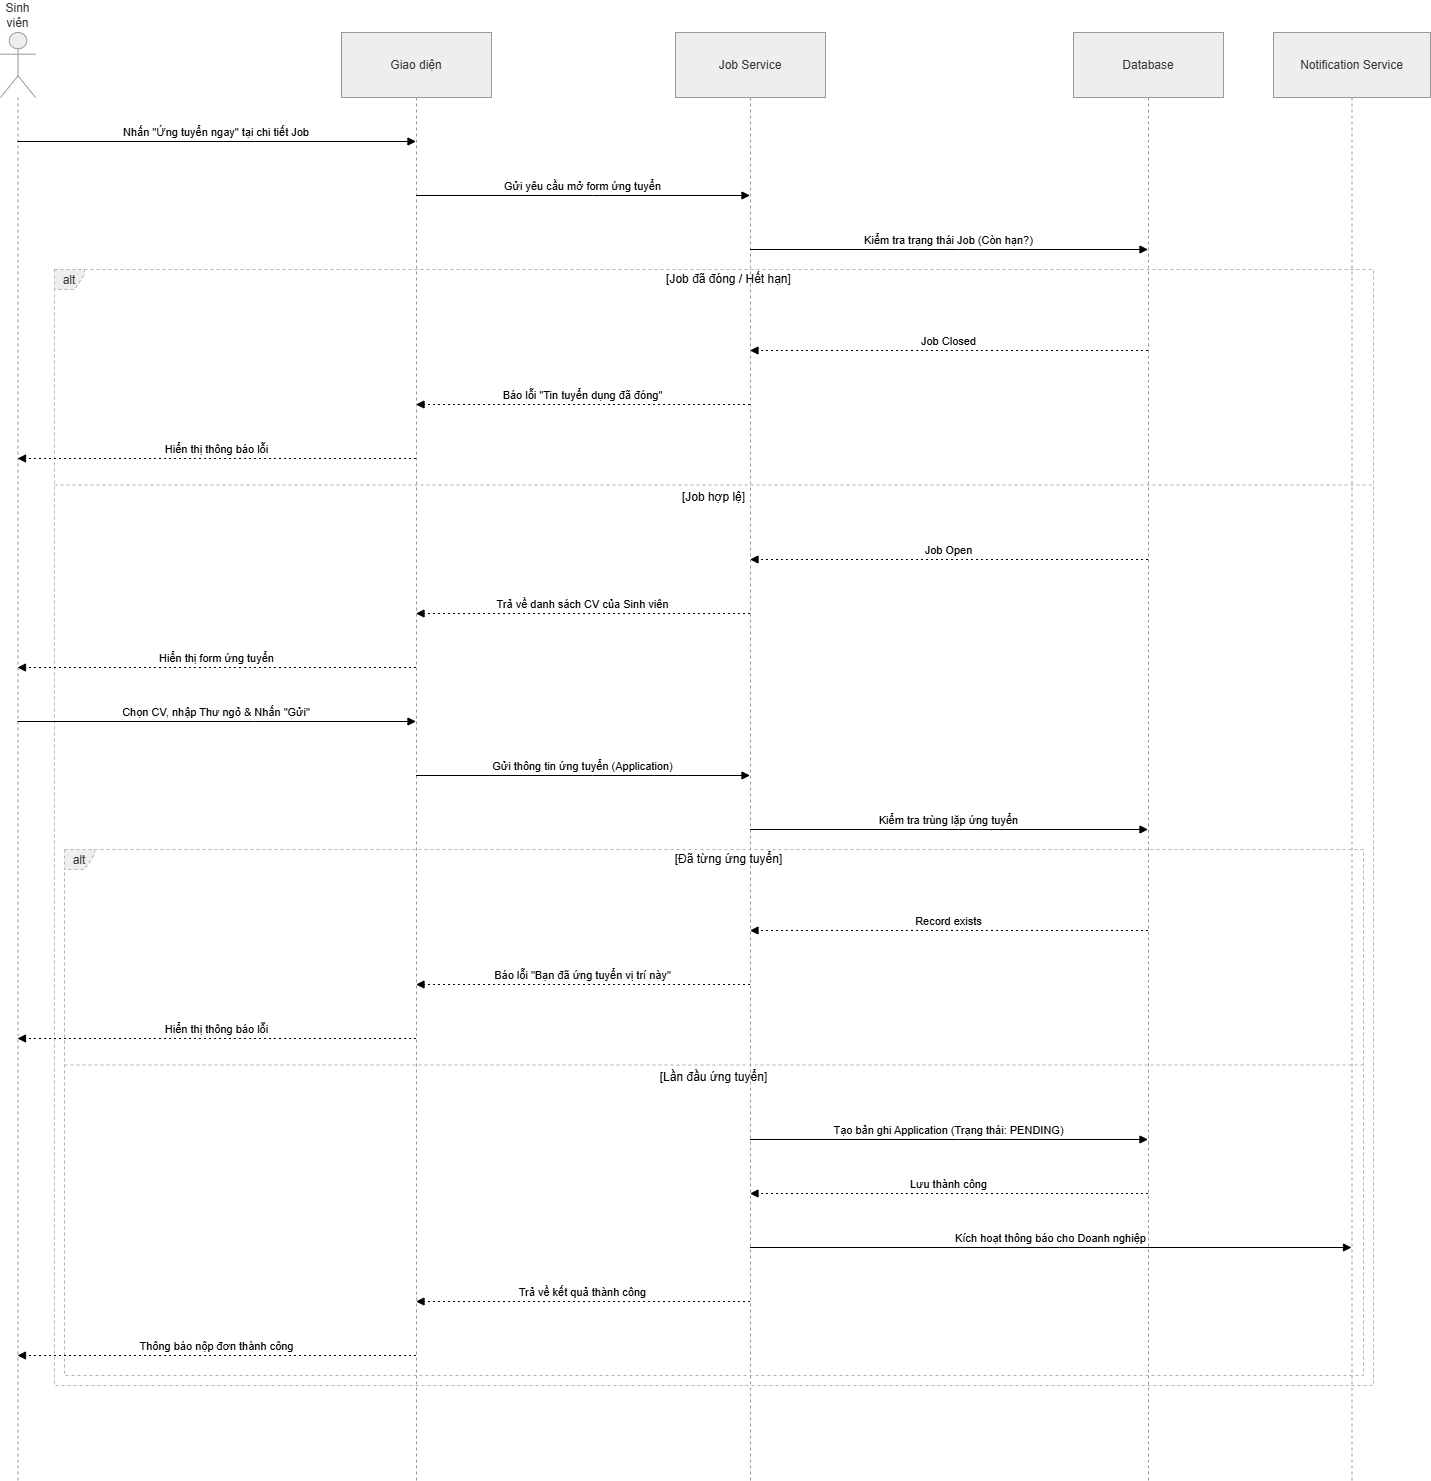 Sinh
viên
Giao diện
Job Service
Database
Notification Service
Nhấn "Ứng tuyển ngay" tại chi tiết Job
Gửi yêu cầu mở form ứng tuyển
Kiểm tra trạng thái Job (Còn hạn?)
alt
[Job đã đóng / Hết hạn]
Job Closed
Báo lỗi "Tin tuyển dụng đã đóng"
Hiển thị thông báo lỗi
[Job hợp lệ]
Job Open
Trả về danh sách CV của Sinh viên
Hiển thị form ứng tuyển
Chọn CV, nhập Thư ngỏ & Nhấn "Gửi"
Gửi thông tin ứng tuyển (Application)
Kiểm tra trùng lặp ứng tuyển
alt
[Đã từng ứng tuyển]
Record exists
Báo lỗi "Bạn đã ứng tuyển vị trí này"
Hiển thị thông báo lỗi
[Lần đầu ứng tuyển]
Tạo bản ghi Application (Trạng thái: PENDING)
Lưu thành công
Kích hoạt thông báo cho Doanh nghiệp
Trả về kết quả thành công
Thông báo nộp đơn thành công